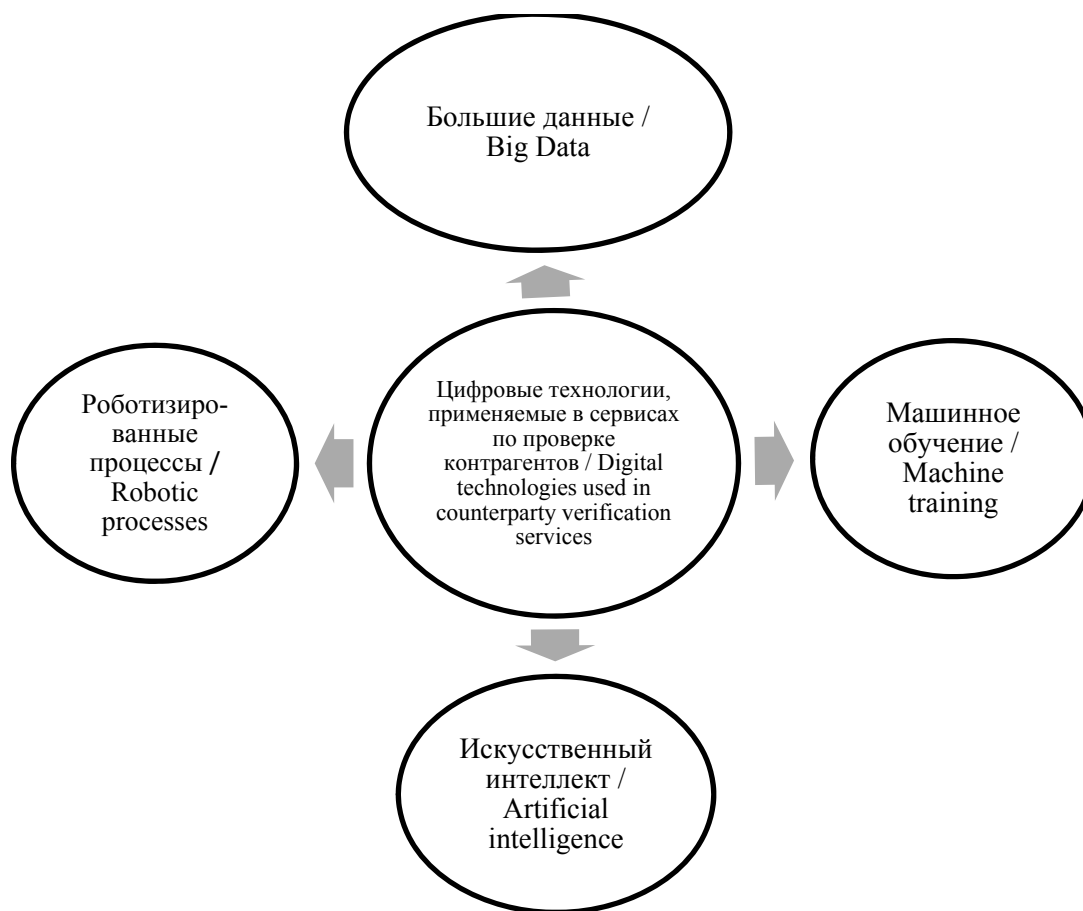 Большие данные /
Big Data
Роботизиро-
ванные
процессы /
Robotic
processes
Цифровые технологии,
применяемые в сервисах
по проверке
контрагентов / Digital
technologies used in
counterparty verification
services
Машинное
обучение /
Machine
training
Искусственный
интеллект /
Artificial
intelligence